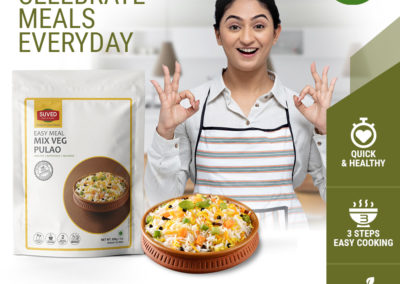 CELEBRATE
MEALS
EVERYDAY
SUVED
EASY MEAL
MIX VEG
PULAO
QUICK
& HEALTHY
3 STEPS
EASY COOKING